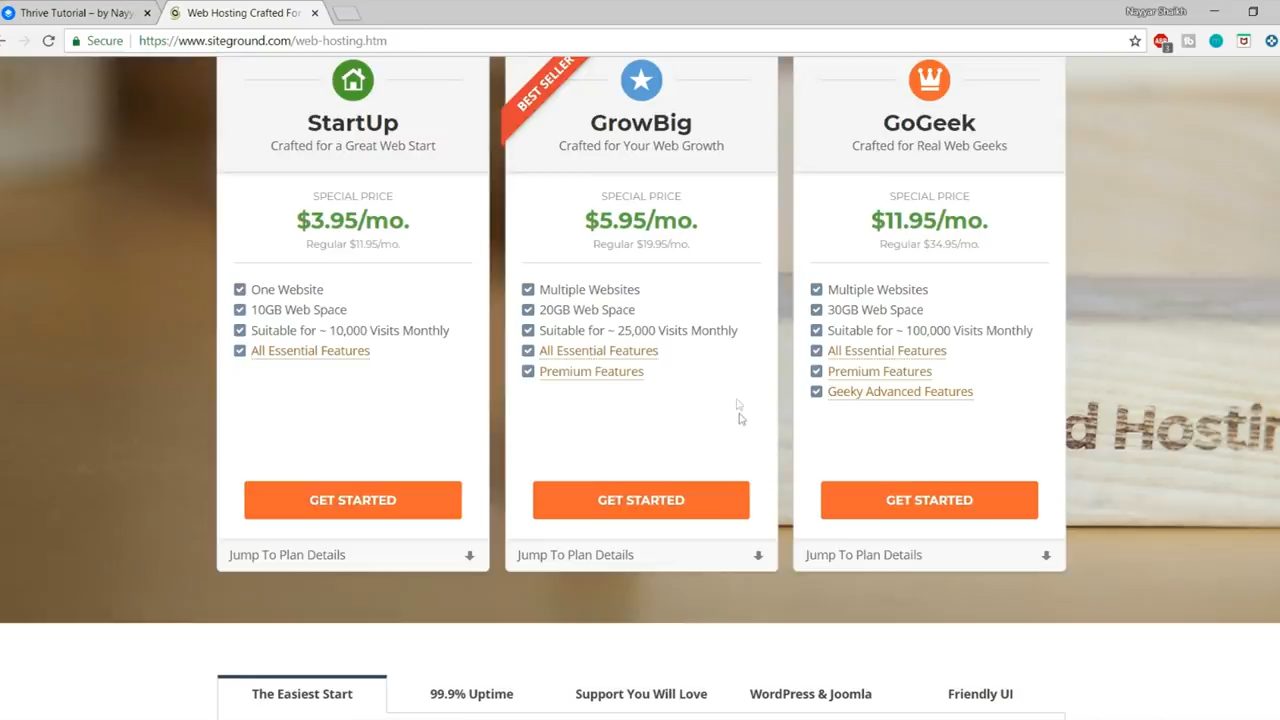 Thrive Tutorial – by Nayy
Web Hosting Crafted For
Nayyar Shaikh
Secure
https://www.siteground.com/web-hosting.htm
3
StartUp
Crafted for a Great Web Start
SPECIAL PRICE
$3.95/mo.
Regular $11.95/mo.
One Website
10GB Web Space
Suitable for ~ 10,000 Visits Monthly
All Essential Features
GET STARTED
Jump To Plan Details
BEST SELLER
GrowBig
Crafted for Your Web Growth
SPECIAL PRICE
$5.95/mo.
Regular $19.95/mo.
Multiple Websites
20GB Web Space
Suitable for ~ 25,000 Visits Monthly
All Essential Features
Premium Features
GET STARTED
Jump To Plan Details
GoGeek
Crafted for Real Web Geeks
SPECIAL PRICE
$11.95/mo.
Regular $34.95/mo.
Multiple Websites
30GB Web Space
Suitable for ~ 100,000 Visits Monthly
All Essential Features
Premium Features
Geeky Advanced Features
GET STARTED
Jump To Plan Details
d Hostin
The Easiest Start
99.9% Uptime
Support You Will Love
WordPress & Joomla
Friendly UI